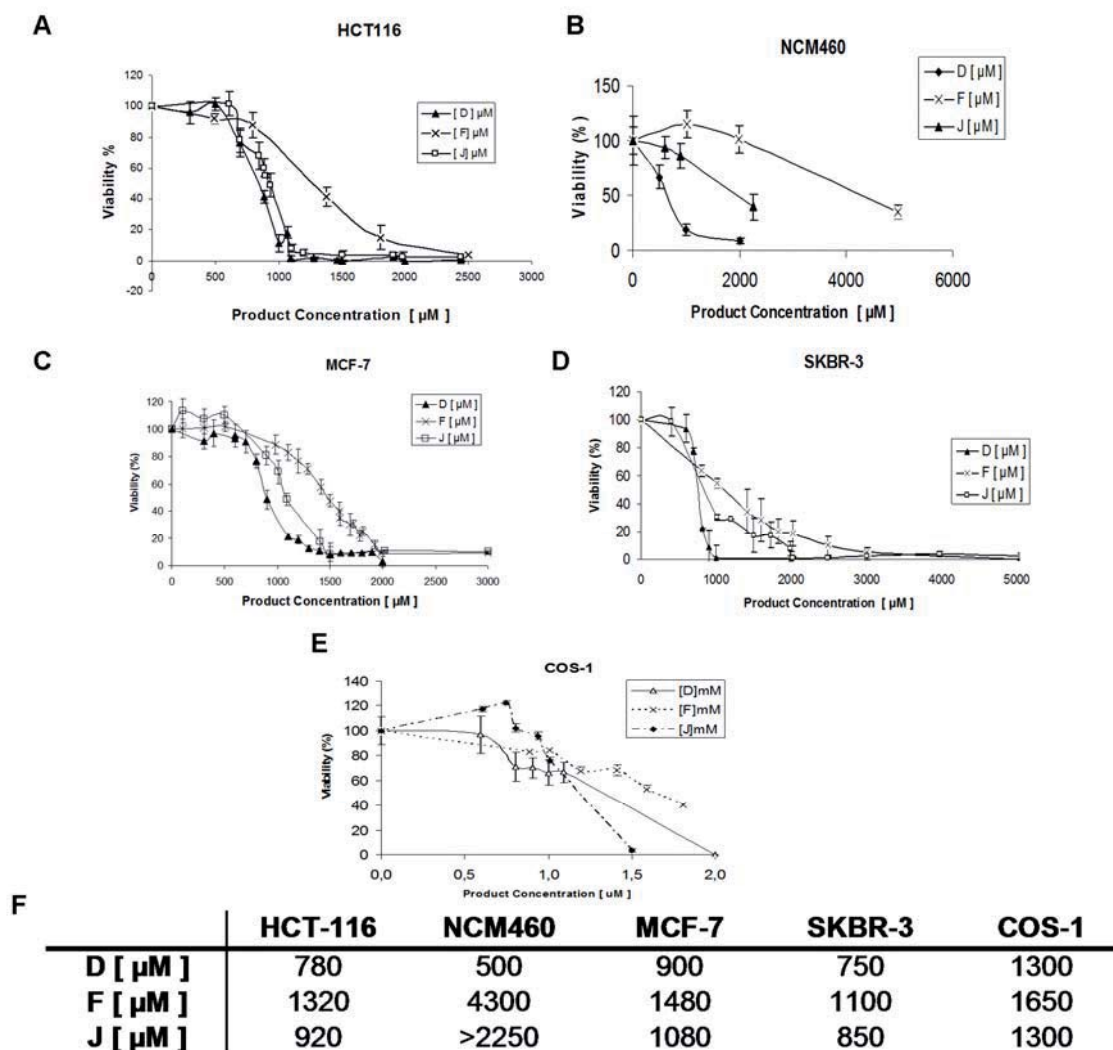 A
HCT116
120
100
80
60
40
20
0
-20
Viability %
0 500 1000 1500 2000 2500 3000
Product Concentration [ µM ]
[ D ] µM
[ F] µM
[ J] µM
B
NCM460
150
100
50
0
Viability (% )
0 2000 4000 6000
Product Concentration [ µM ]
D [ µM]
F [ µM]
J [ µM]
C
MCF-7
120
100
80
60
40
20
0
Viability (%)
0 500 1000 1500 2000 2500 3000
Product Concentration [ µM ]
D [ µM]
F [ µM]
J [ µM]
D
SKBR-3
120
100
80
60
40
20
0
Viability (%)
0 1000 2000 3000 4000 5000
Product Concentration [ µM ]
D [ µM ]
F [ µM ]
J [ µM ]
E
COS-1
140
120
100
80
60
40
20
0
Viability (%)
0,0 0,5 1,0 1,5 2,0
Product Concentration [ uM ]
[D]mM
[F]mM
[J]mM
F
HCT-116 NCM460 MCF-7 SKBR-3 COS-1
D [ µM ] 780 500 900 750 1300
F [ µM ] 1320 4300 1480 1100 1650
J [ µM ] 920 >2250 1080 850 1300